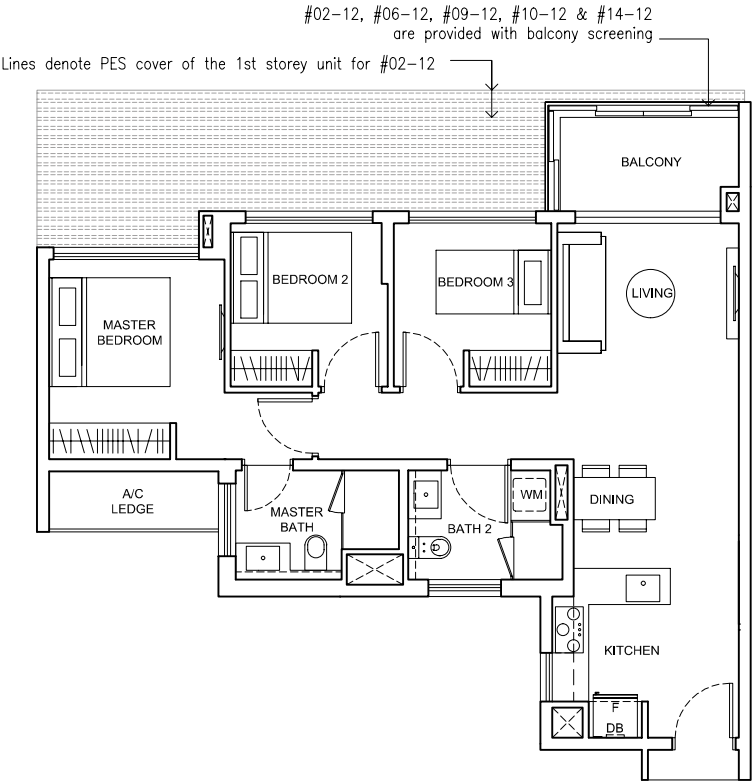 #02-12, #06-12, #09-12, #10-12 & #14-12
are provided with balcony screening
Lines denote PES cover of the 1st storey unit for #02-12
BALCONY
BEDROOM 2
BEDROOM 3
LIVING
MASTER
BEDROOM
A/C
LEDGE
MASTER
BATH
BATH 2
WM
DINING
KITCHEN
F
DB